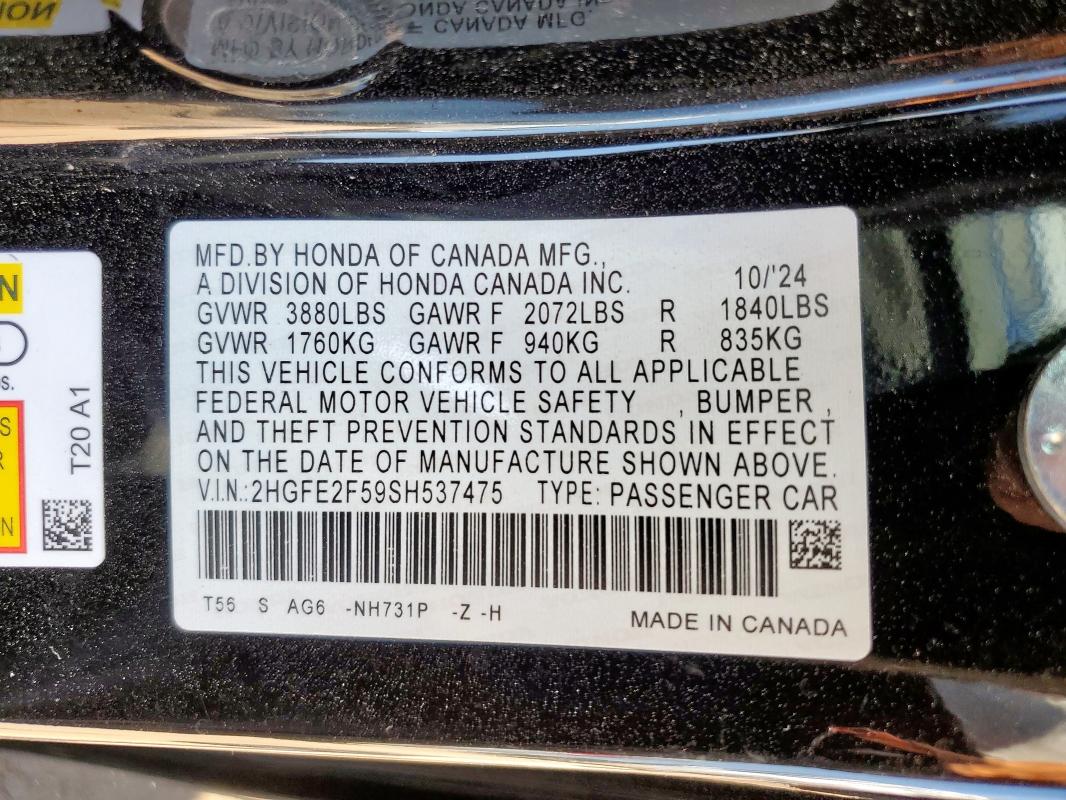 ION
MFD.BY HONDA OF CANADA MFG.,
A DIVISION OF HONDA CANADA INC. 10/'24
GVWR 3880LBS GAWR F 2072LBS R 1840LBS
GVWR 1760KG GAWR F 940KG R 835KG
THIS VEHICLE CONFORMS TO ALL APPLICABLE
FEDERAL MOTOR VEHICLE SAFETY , BUMPER ,
AND THEFT PREVENTION STANDARDS IN EFFECT
ON THE DATE OF MANUFACTURE SHOWN ABOVE.
V.I.N.:2HGFE2F59SH537475 TYPE: PASSENGER CAR
T56 S AG6 -NH731P -Z -H MADE IN CANADA
T20 A1